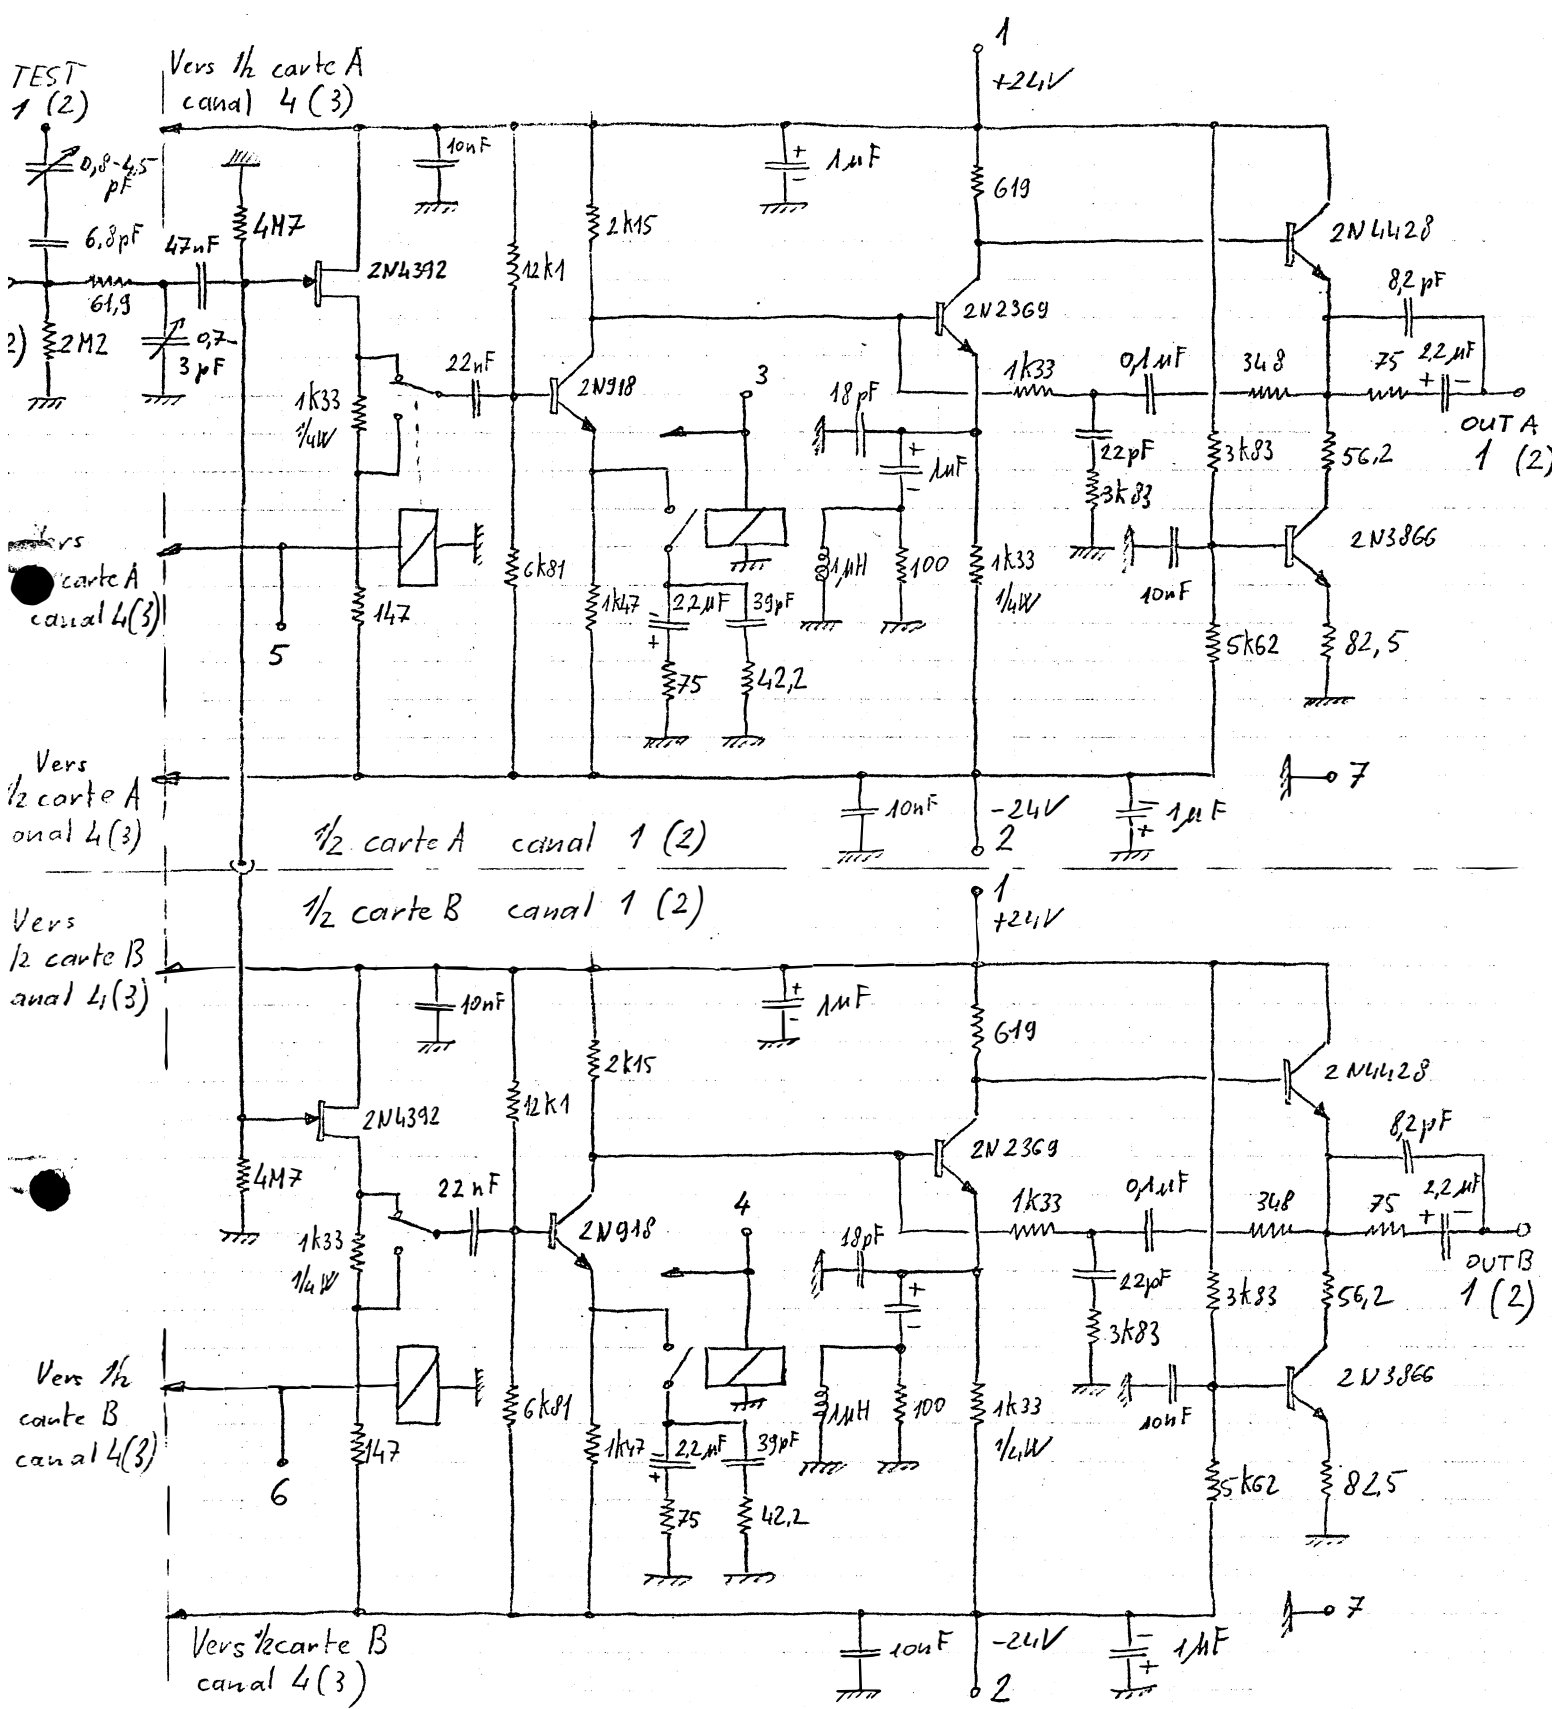 TEST
1 (2)
Vers 1/2 carte A
canal 4 (3)
1
+24V
0,8-4,5
pF
10nF
1µF
619
4M7
6,8pF
47nF
2k15
2N4428
2N4392
12k1
61,9
8,2pF
2N2369
2)
2M2
0,7-
3pF
22nF
2N918
3
1k33
0,1µF
348
75
2,2µF
+ -
1k33
1/4W
18pF
OUT A
1 (2)
22pF
3k83
56,2
1µF
3k83
2N3866
carte A
canal 4(3)
5
147
6k81
1k47
2,2µF
39pF
1µH
100
1k33
1/4W
10nF
5k62
82,5
75
42,2
Vers
1/2 carte A
anal 4(3)
10nF
-24V
2
1µF
7
1/2 carte A canal 1 (2)
1/2 carte B canal 1 (2)
1
+24V
Vers
1/2 carte B
anal 4(3)
10nF
1µF
619
2k15
2N4428
12k1
2N4392
8,2pF
2N2369
4M7
22nF
2N918
4
1k33
0,1µF
348
75
2,2µF
+ -
1k33
1/4W
18pF
OUT B
1 (2)
22pF
3k83
56,2
3k83
2N3866
Vers 1/2
carte B
canal 4(3)
6
147
6k81
1k47
2,2µF
39pF
1µH
100
1k33
1/4W
10nF
5k62
82,5
75
42,2
Vers 1/2 carte B
canal 4(3)
10nF
-24V
2
1µF
7